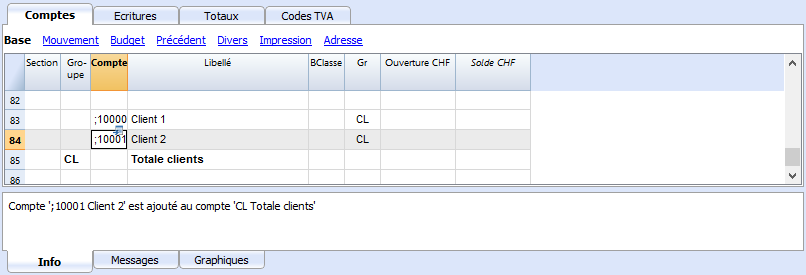 Comptes Ecritures Totaux Codes TVA
Base Mouvement Budget Précédent Divers Impression Adresse
Section Gro-upe Compte Libellé BClasse Gr Ouverture CHF Solde CHF
82
83 ;10000 Client 1 CL
84 ;10001 Client 2 CL
85 CL Totale clients
86
Compte ';10001 Client 2' est ajouté au compte 'CL Totale clients'
Info Messages Graphiques